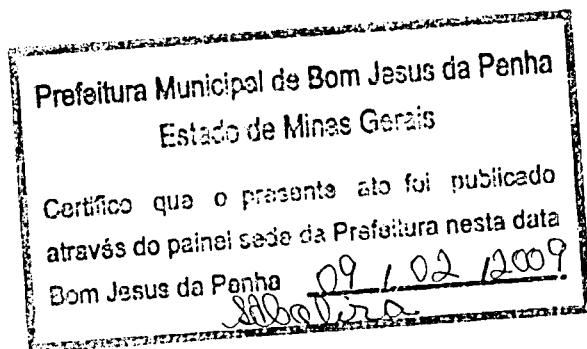 Prefeitura Municipal de Bom Jesus da Penha
Estado de Minas Gerais
Certifico que o presente ato foi publicado
através do painel sede da Prefeitura nesta data
Bom Jesus da Penha 09 / 02 / 2009